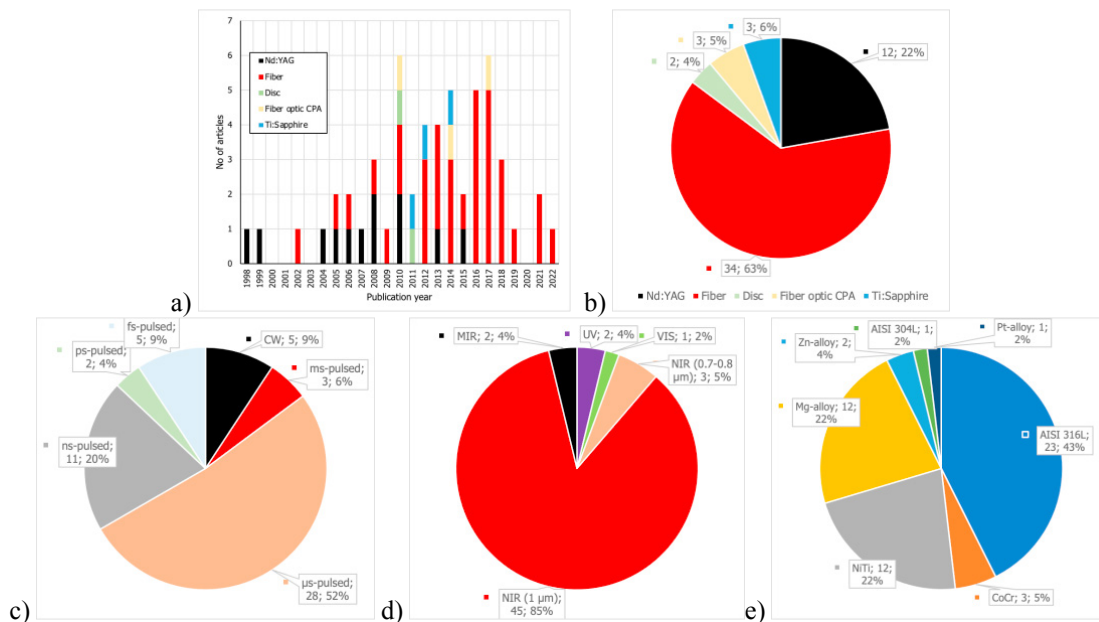 7
6
5
4
3
2
1
0
No of articles
Nd:YAG
Fiber
Disc
Fiber optic CPA
Ti:Sapphire
1998 1999 2000 2001 2002 2003 2004 2005 2006 2007 2008 2009 2010 2011 2012 2013 2014 2015 2016 2017 2018 2019 2020 2021 2022
Publication year
a)
3; 6%
3; 5%
2; 4%
12; 22%
34; 63%
Nd:YAG Fiber Disc Fiber optic CPA Ti:Sapphire
b)
fs-pulsed;
5; 9%
CW; 5; 9%
ps-pulsed;
2; 4%
ms-pulsed;
3; 6%
ns-pulsed;
11; 20%
µs-pulsed;
28; 52%
c)
MIR; 2; 4%
UV; 2; 4%
VIS; 1; 2%
NIR (0.7-0.8
µm); 3; 5%
NIR (1 µm);
45; 85%
d)
AISI 304L; 1;
2%
Pt-alloy; 1;
2%
Zn-alloy; 2;
4%
Mg-alloy; 12;
22%
AISI 316L;
23; 43%
NiTi; 12;
22%
CoCr; 3; 5%
e)